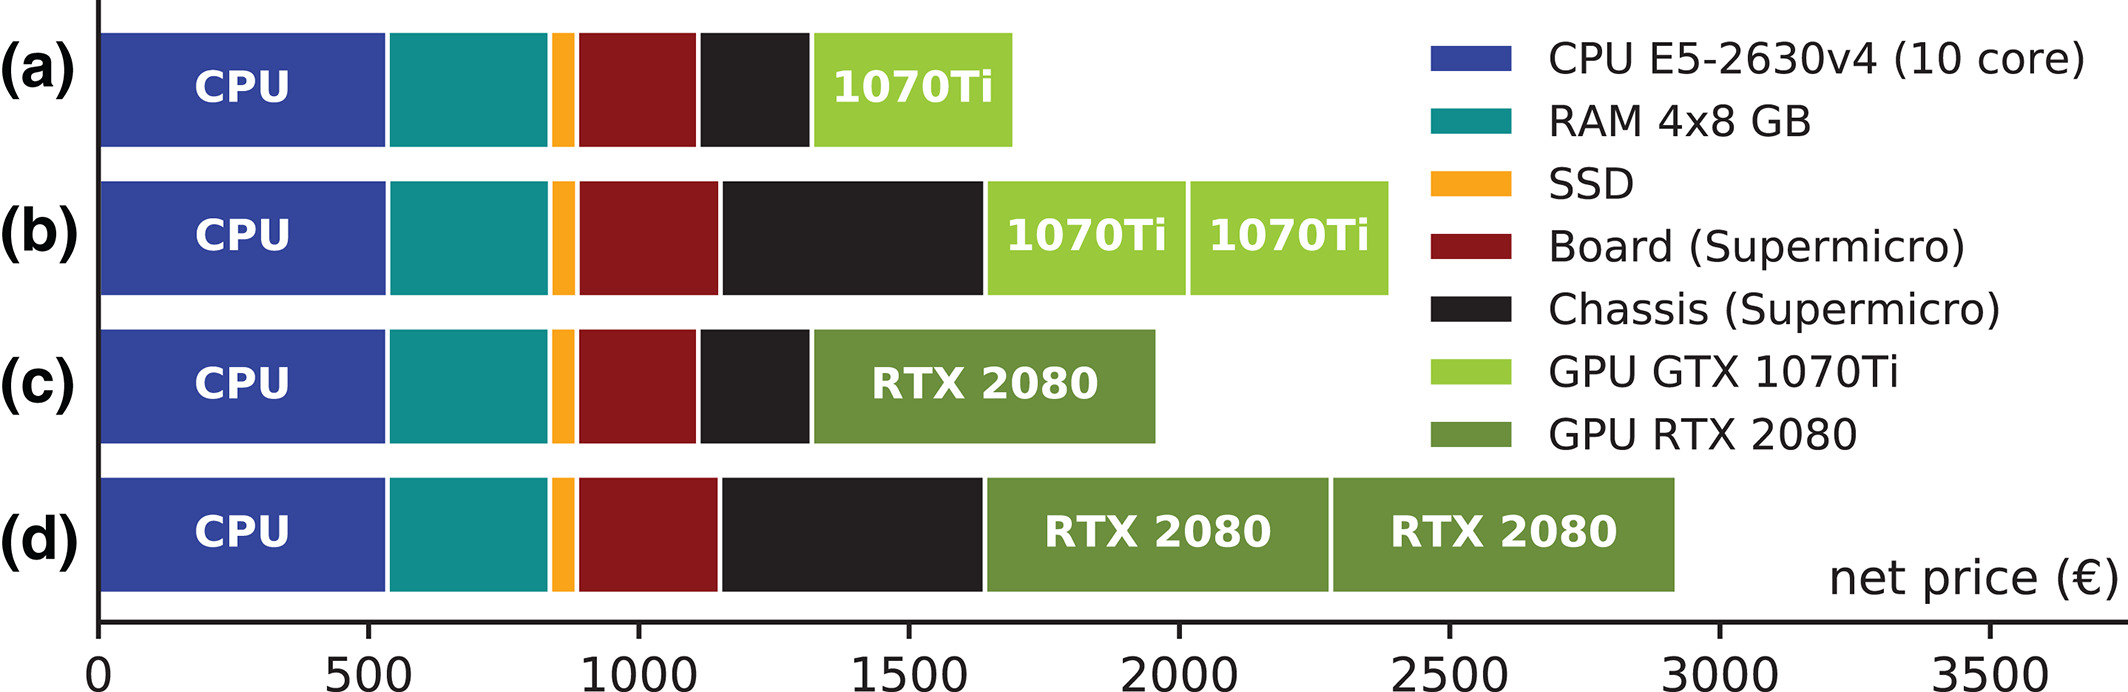 (a) CPU 1070Ti
(b) CPU 1070Ti 1070Ti
(c) CPU RTX 2080
(d) CPU RTX 2080 RTX 2080
CPU E5-2630v4 (10 core)
RAM 4x8 GB
SSD
Board (Supermicro)
Chassis (Supermicro)
GPU GTX 1070Ti
GPU RTX 2080
net price (€)
0 500 1000 1500 2000 2500 3000 3500